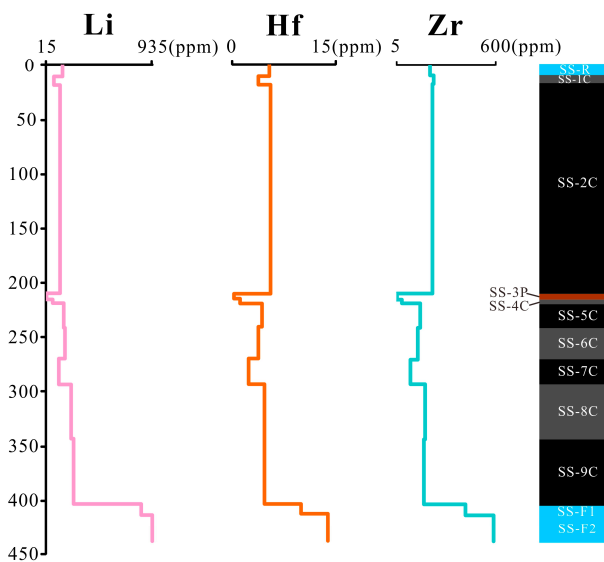 Li Hf Zr
15 935(ppm) 0 15(ppm) 5 600(ppm)
0
50
100
150
200
250
300
350
400
450
SS-R
SS-1C
SS-2C
SS-3P
SS-4C
SS-5C
SS-6C
SS-7C
SS-8C
SS-9C
SS-F1
SS-F2